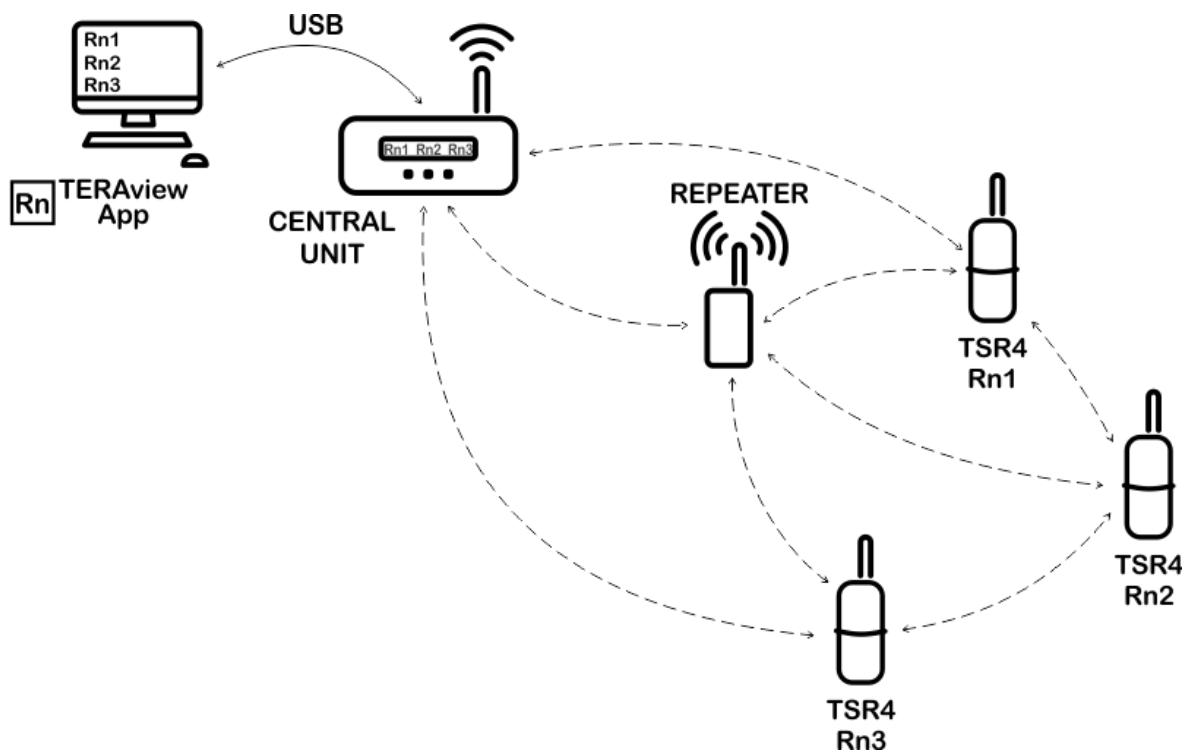 Rn1
Rn2
Rn3
USB
Rn1 Rn2 Rn3
Rn
TERAview
App
CENTRAL
UNIT
REPEATER
TSR4
Rn1
TSR4
Rn2
TSR4
Rn3